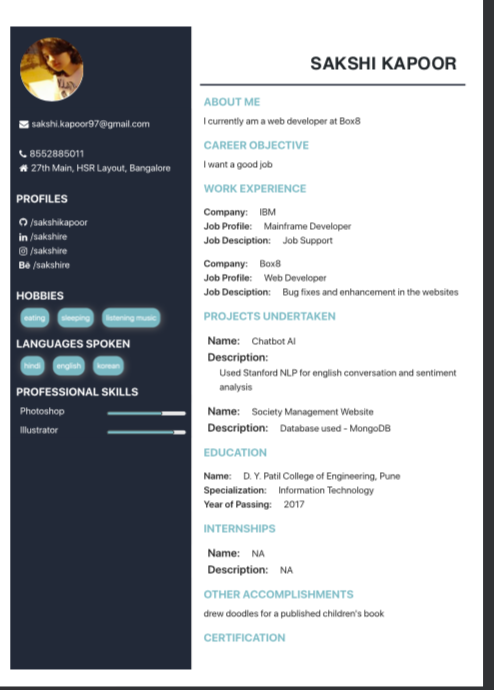 SAKSHI KAPOOR
sakshi.kapoor97@gmail.com
8552885011
27th Main, HSR Layout, Bangalore
PROFILES
/sakshikapoor
in /sakshire
/sakshire
Bē /sakshire
HOBBIES
eating sleeping listening music
LANGUAGES SPOKEN
hindi english korean
PROFESSIONAL SKILLS
Photoshop
Illustrator
ABOUT ME
I currently am a web developer at Box8
CAREER OBJECTIVE
I want a good job
WORK EXPERIENCE
Company: IBM
Job Profile: Mainframe Developer
Job Desciption: Job Support
Company: Box8
Job Profile: Web Developer
Job Desciption: Bug fixes and enhancement in the websites
PROJECTS UNDERTAKEN
Name: Chatbot AI
Description:
Used Stanford NLP for english conversation and sentiment
analysis
Name: Society Management Website
Description: Database used - MongoDB
EDUCATION
Name: D. Y. Patil College of Engineering, Pune
Specialization: Information Technology
Year of Passing: 2017
INTERNSHIPS
Name: NA
Description: NA
OTHER ACCOMPLISHMENTS
drew doodles for a published children's book
CERTIFICATION